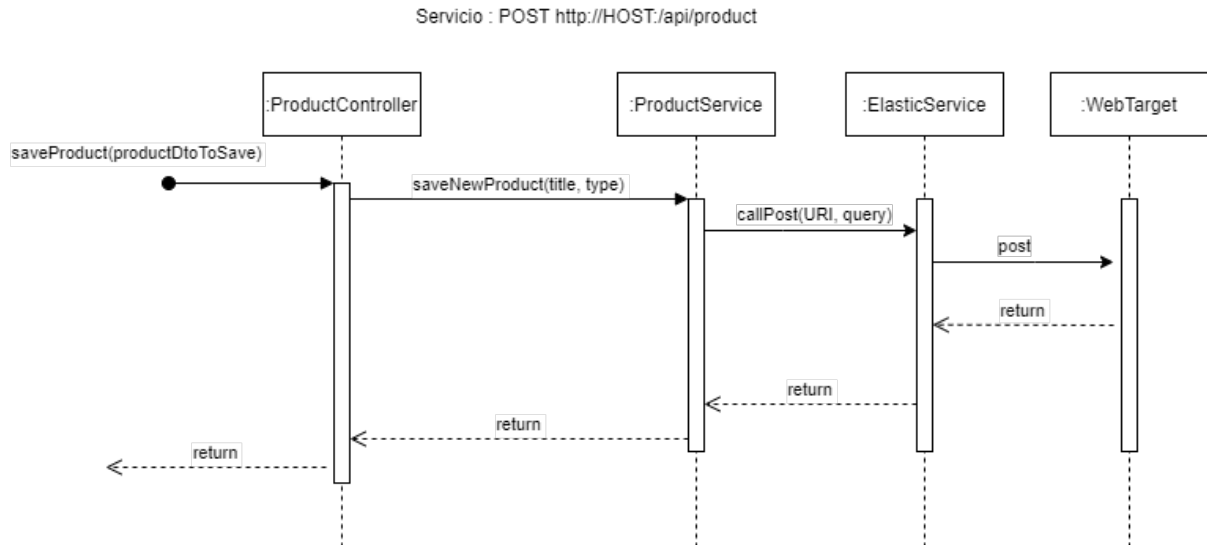 Servicio : POST http://HOST:/api/product
:ProductController
:ProductService
:ElasticService
:WebTarget
saveProduct(productDtoToSave)
saveNewProduct(title, type)
callPost(URI, query)
post
return
return
return
return